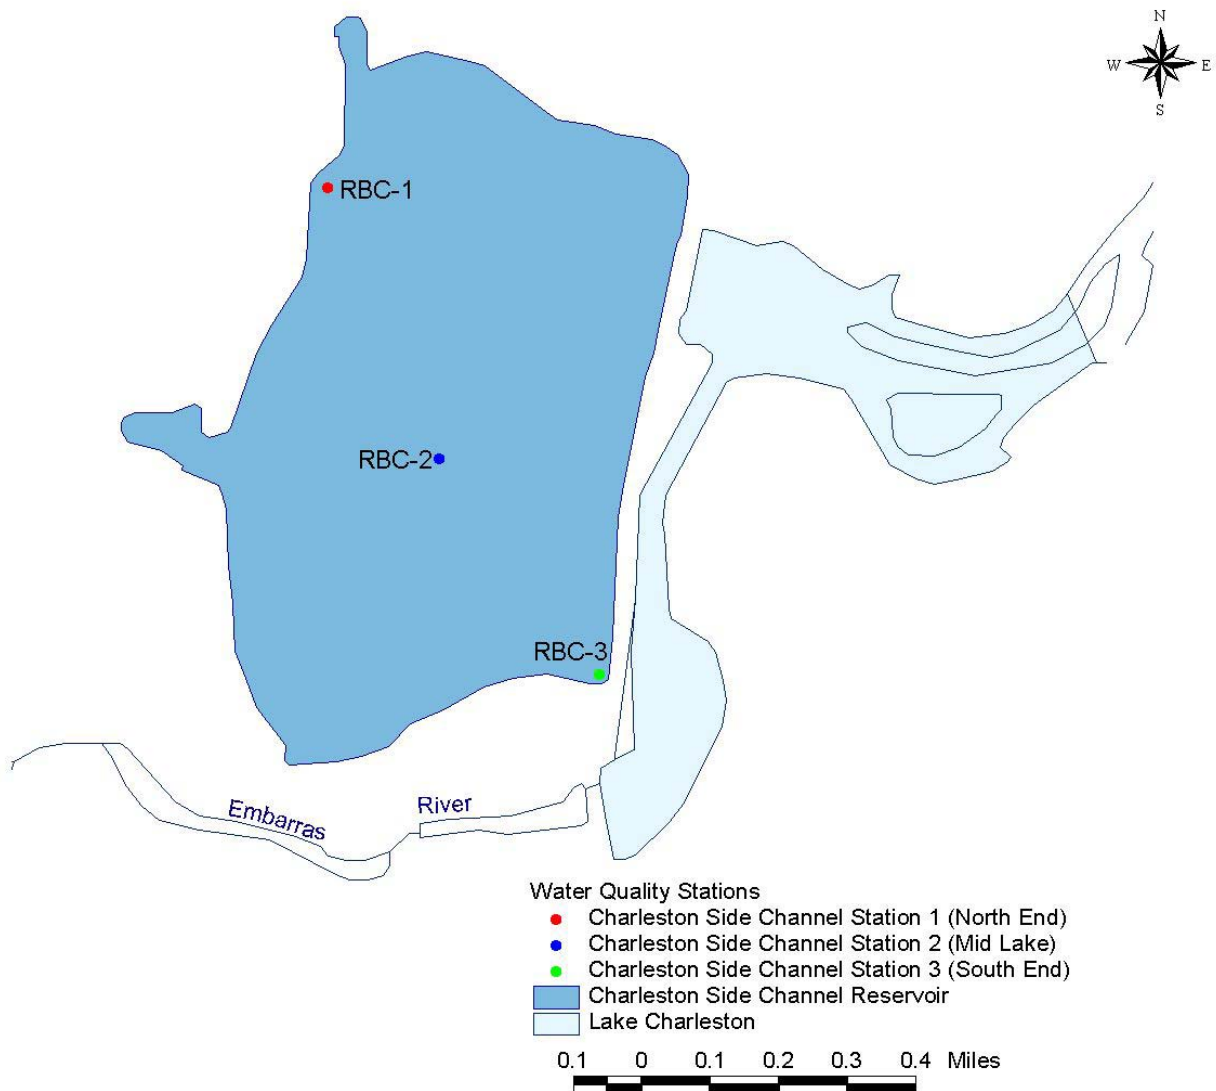 N
W E
S
RBC-1
RBC-2
RBC-3
Embarras River
Water Quality Stations
Charleston Side Channel Station 1 (North End)
Charleston Side Channel Station 2 (Mid Lake)
Charleston Side Channel Station 3 (South End)
Charleston Side Channel Reservoir
Lake Charleston
0.1 0 0.1 0.2 0.3 0.4 Miles